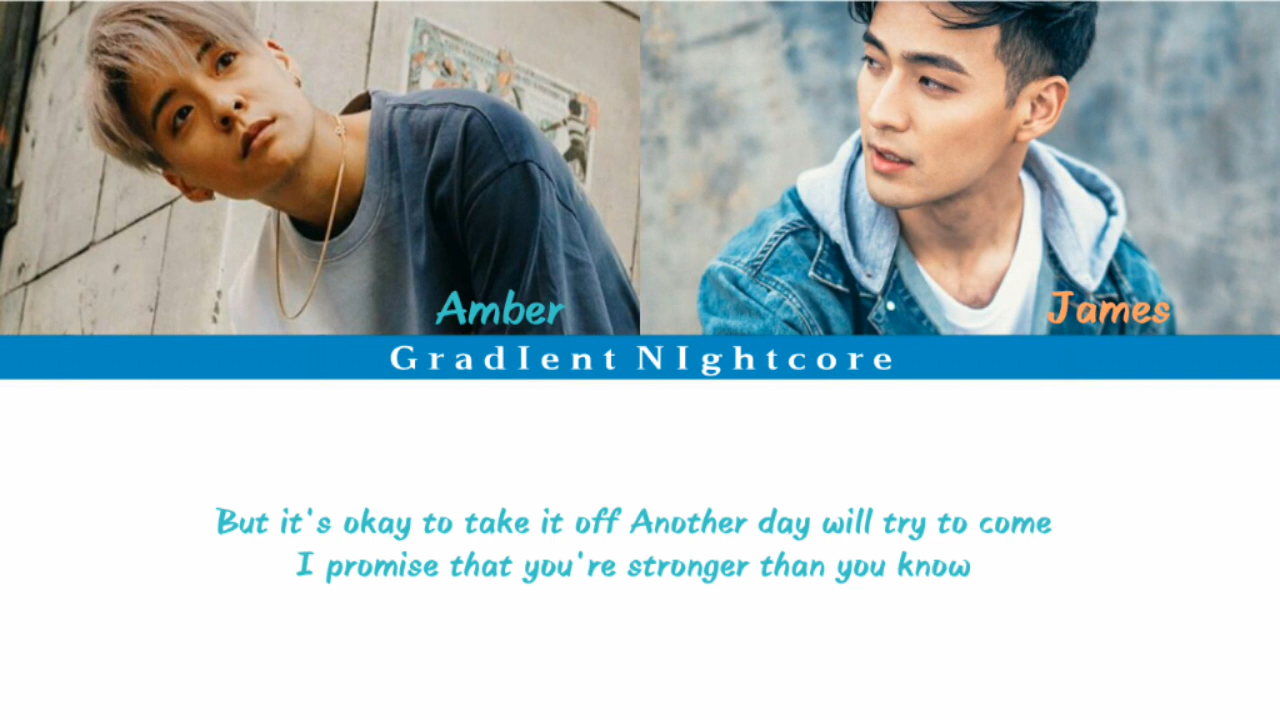 Amber
James
GradIent NIghtcore
But it's okay to take it off Another day will try to come
I promise that you're stronger than you know